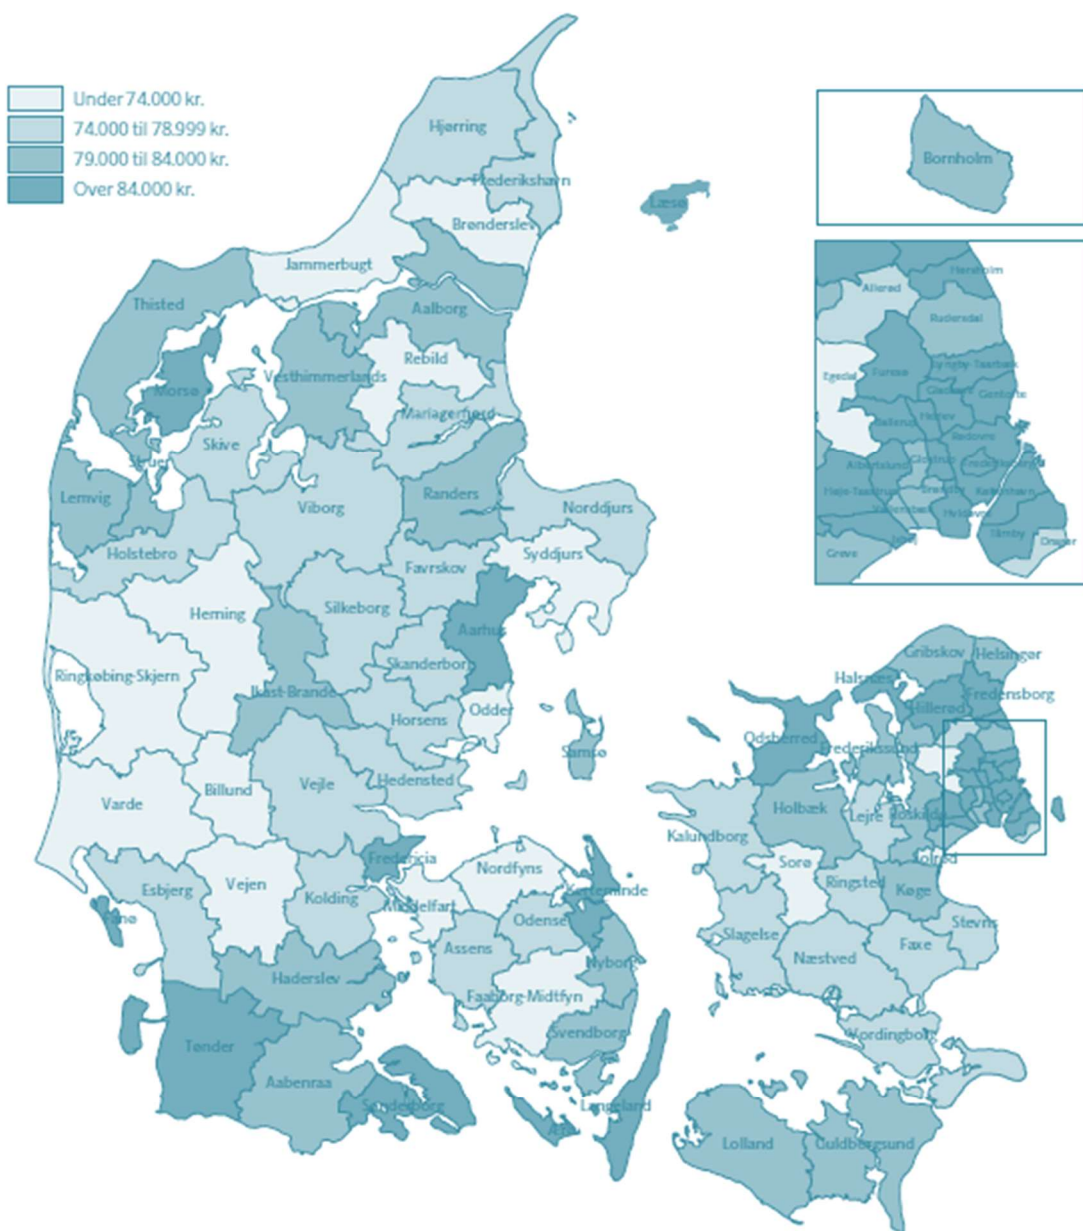 Under 74.000 kr.
74.000 til 78.999 kr.
79.000 til 84.000 kr.
Over 84.000 kr.
Hjørring
Frederikshavn
Brønderslev
Jammerbugt
Læsø
Bornholm
Thisted
Aalborg
Rebild
Vesthimmerlands
Morsø
Mariagerfjord
Skive
Struer
Lemvig
Viborg
Randers
Norddjurs
Holstebro
Favrskov
Syddjurs
Herning
Silkeborg
Aarhus
Skanderborg
Ringkøbing-Skjern
Ikast-Brande
Horsens
Odder
Samsø
Hedensted
Billund
Vejle
Varde
Fredericia
Vejen
Kolding
Esbjerg
Fanø
Nordfyns
Middelfart
Kerteminde
Odense
Assens
Nyborg
Haderslev
Faaborg-Midtfyn
Svendborg
Tønder
Aabenraa
Sønderborg
Langeland
Ærø
Hørsholm
Allerød
Rudersdal
Egedal
Furesø
Lyngby-Taarbæk
Gladsaxe
Gentofte
Ballerup
Herlev
Rødovre
Albertslund
Glostrup
Frederiksberg
Høje-Taastrup
Brøndby
København
Vallensbæk
Hvidovre
Ishøj
Tårnby
Dragør
Greve
Gribskov
Helsingør
Halsnæs
Fredensborg
Hillerød
Odsherred
Frederikssund
Holbæk
Lejre
Roskilde
Kalundborg
Solrød
Sorø
Ringsted
Køge
Stevns
Slagelse
Næstved
Faxe
Vordingborg
Lolland
Guldborgsund